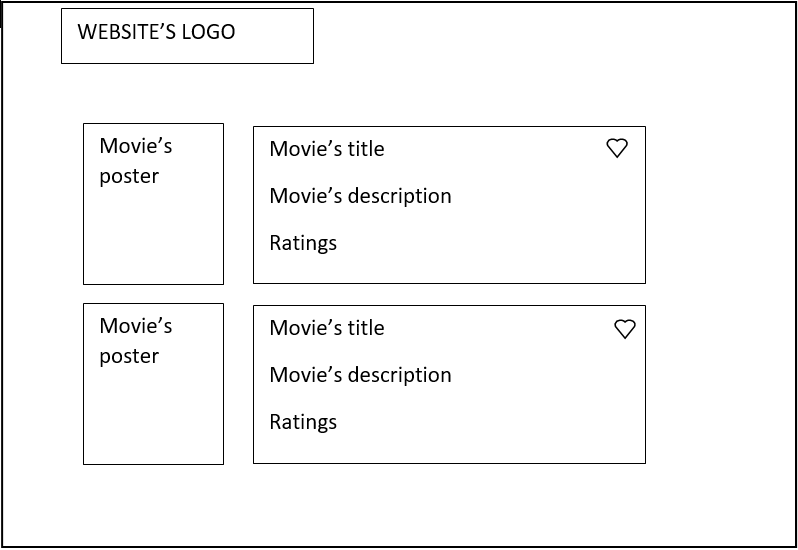 WEBSITE’S LOGO
Movie’s
poster
Movie’s title
Movie’s description
Ratings
Movie’s
poster
Movie’s title
Movie’s description
Ratings